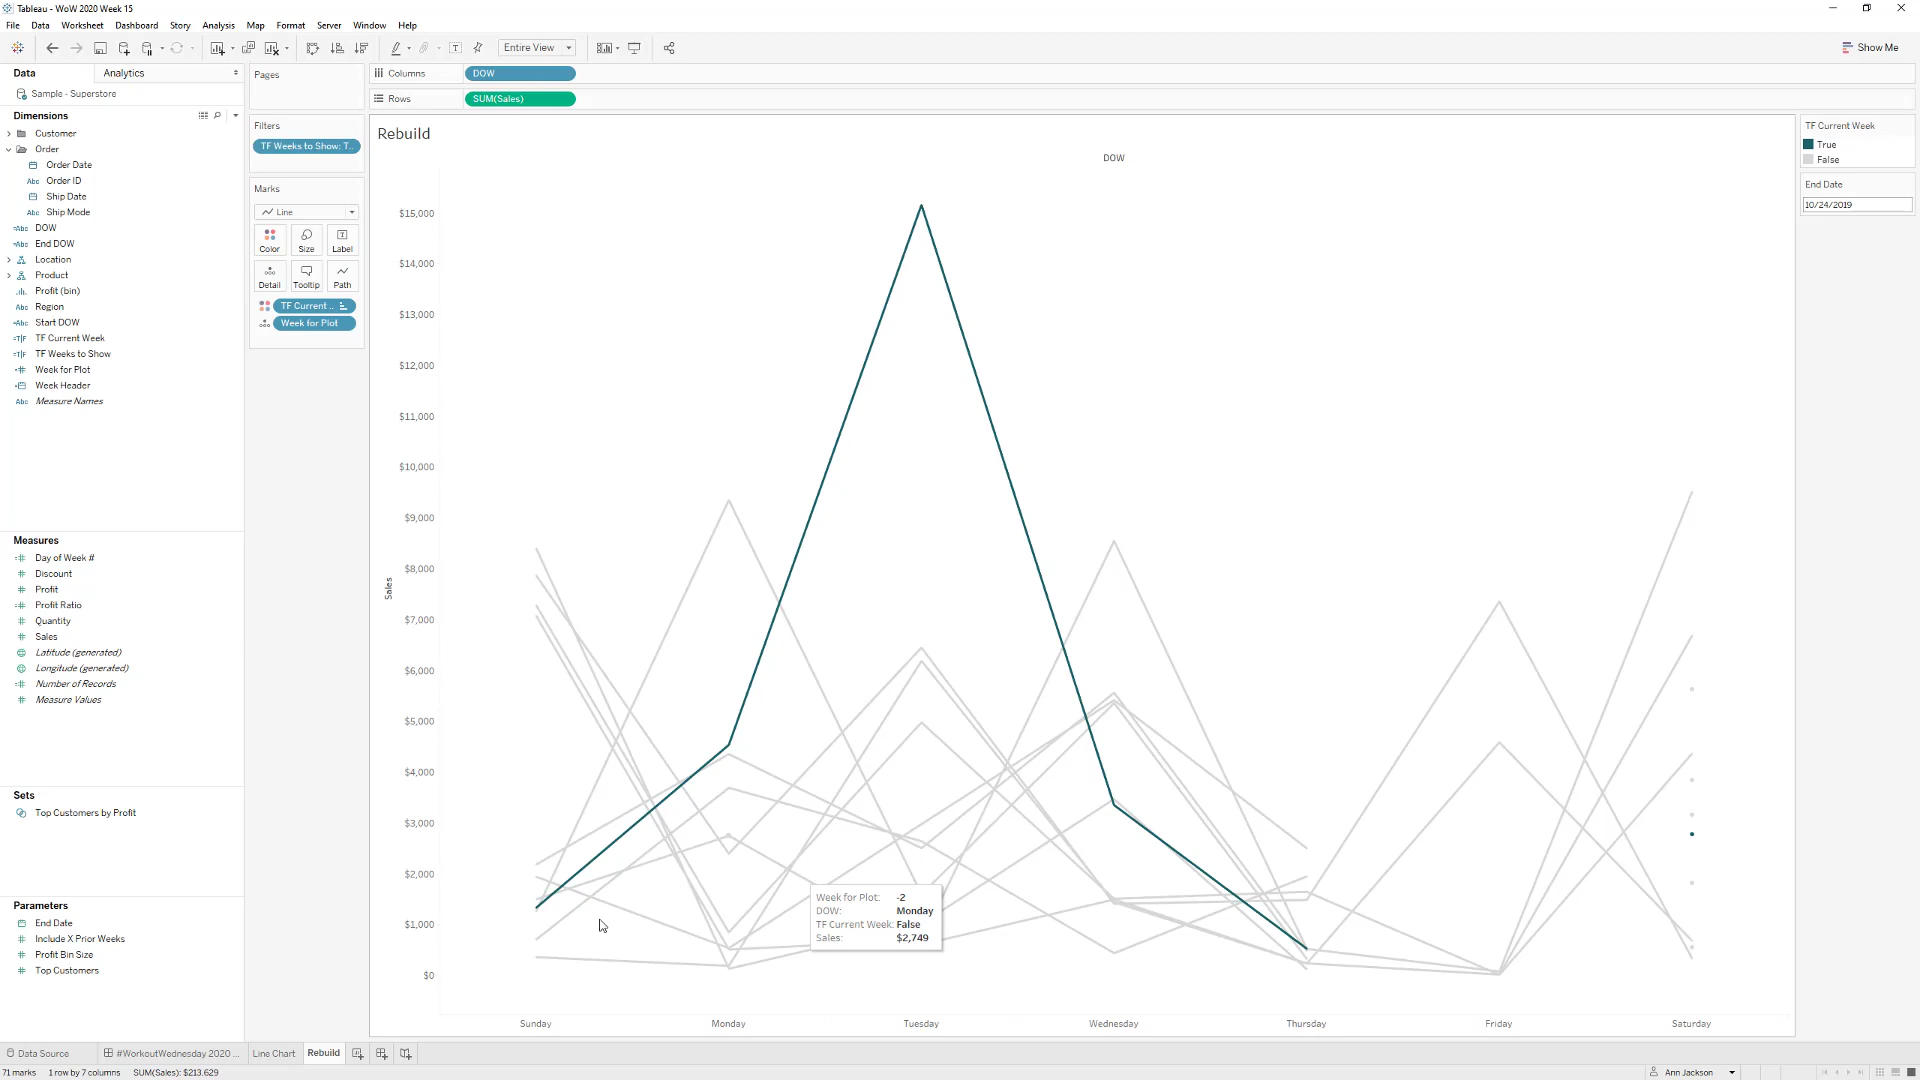 Tableau - WoW 2020 Week 15
File Data Worksheet Dashboard Story Analysis Map Format Server Window Help
Entire View
Show Me
Data
Analytics
Sample - Superstore
Dimensions
Customer
Order
Order Date
Abc Order ID
Ship Date
Abc Ship Mode
=Abc DOW
=Abc End DOW
Location
Product
Profit (bin)
Abc Region
=Abc Start DOW
=T|F TF Current Week
=T|F TF Weeks to Show
Week for Plot
Week Header
Abc Measure Names
Measures
Day of Week #
Discount
Profit
Profit Ratio
Quantity
Sales
Latitude (generated)
Longitude (generated)
Number of Records
Measure Values
Sets
Top Customers by Profit
Parameters
End Date
Include X Prior Weeks
Profit Bin Size
Top Customers
Pages
Filters
TF Weeks to Show: T..
Marks
Line
Color Size Label
Detail Tooltip Path
TF Current ..
Week for Plot
Columns DOW
Rows SUM(Sales)
Rebuild
DOW
Sales
$15,000
$14,000
$13,000
$12,000
$11,000
$10,000
$9,000
$8,000
$7,000
$6,000
$5,000
$4,000
$3,000
$2,000
$1,000
$0
Week for Plot: -2
DOW: Monday
TF Current Week: False
Sales: $2,749
Sunday Monday Tuesday Wednesday Thursday Friday Saturday
TF Current Week
True
False
End Date
10/24/2019
Data Source #WorkoutWednesday 2020 ... Line Chart Rebuild
71 marks 1 row by 7 columns SUM(Sales): $213,629
Ann Jackson